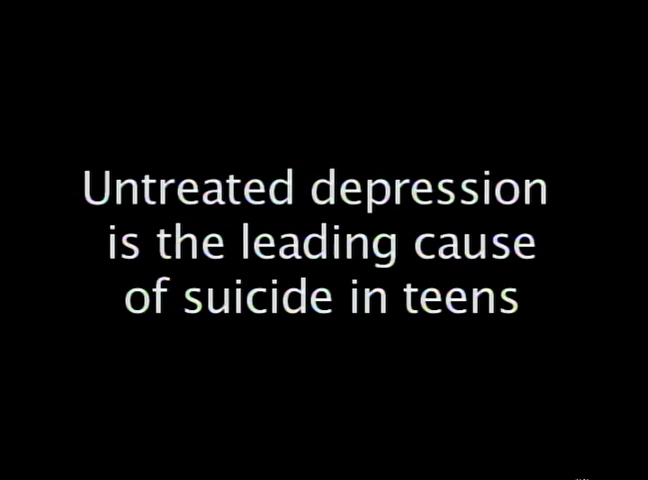 Untreated depression
is the leading cause
of suicide in teens